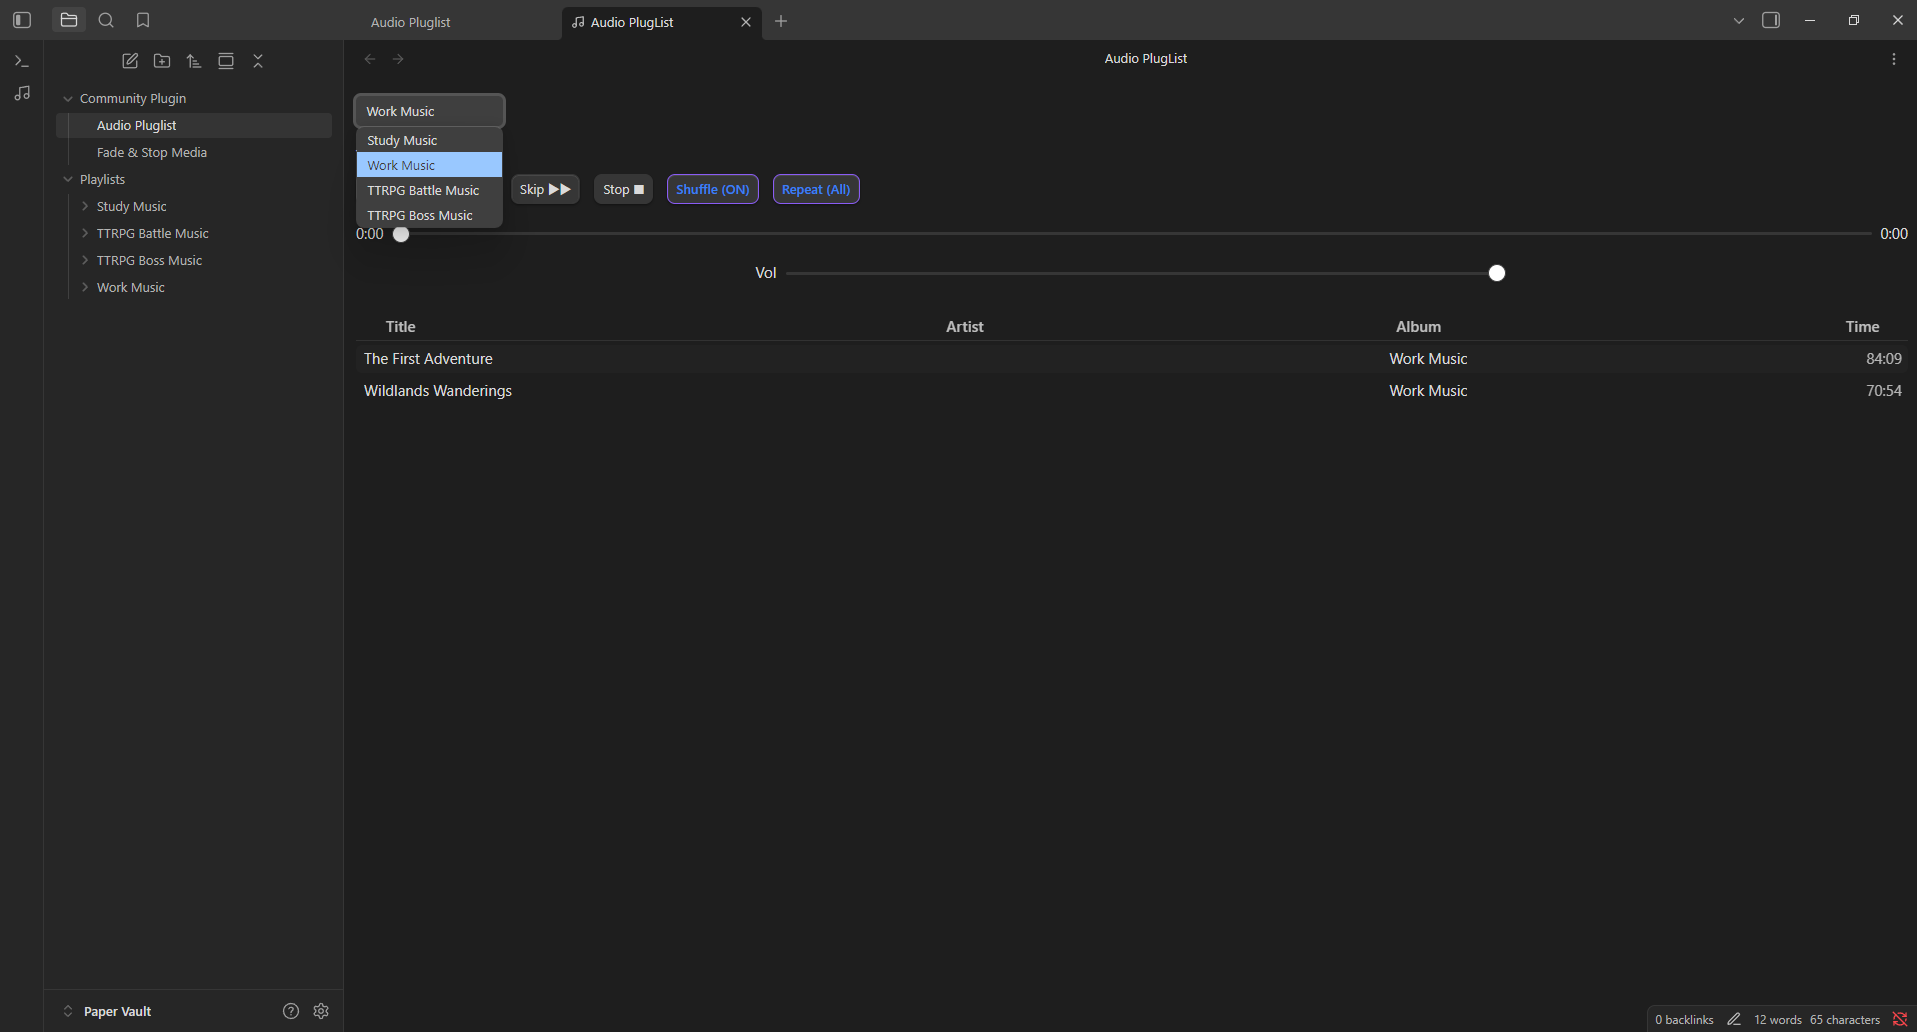 Audio Pluglist
Audio PlugList
Audio PlugList
Community Plugin
Audio Pluglist
Fade & Stop Media
Playlists
Study Music
TTRPG Battle Music
TTRPG Boss Music
Work Music
Work Music
Study Music
Work Music
TTRPG Battle Music
TTRPG Boss Music
Skip ▶▶ Stop ■ Shuffle (ON) Repeat (All)
0:00 0:00
Vol
Title Artist Album Time
The First Adventure Work Music 84:09
Wildlands Wanderings Work Music 70:54
Paper Vault
0 backlinks 12 words 65 characters